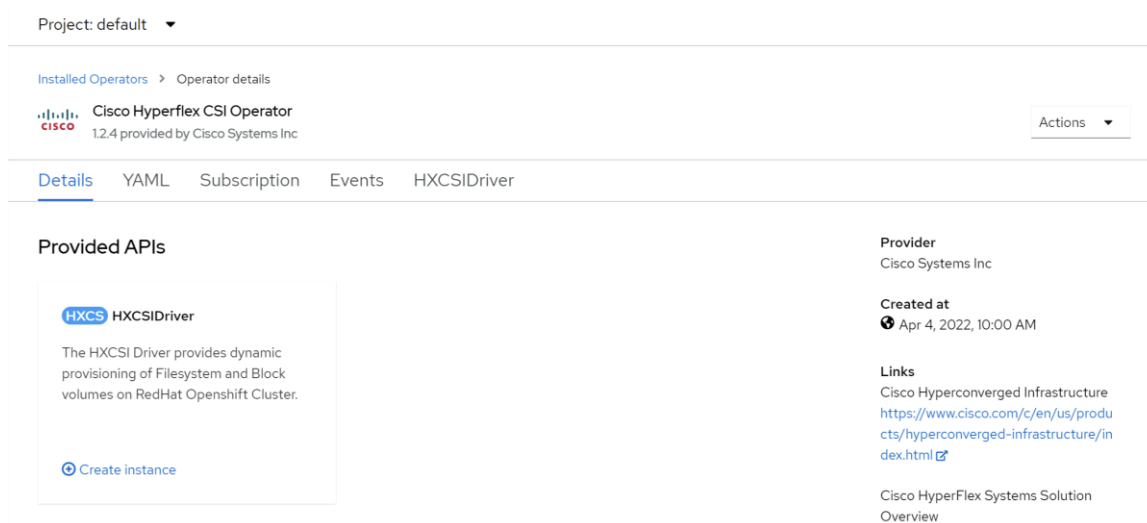 Project: default
Installed Operators > Operator details
CISCO
Cisco Hyperflex CSI Operator
1.2.4 provided by Cisco Systems Inc
Actions
Details YAML Subscription Events HXCSIDriver
Provided APIs
HXCS HXCSIDriver
The HXCSI Driver provides dynamic
provisioning of Filesystem and Block
volumes on RedHat Openshift Cluster.
Create instance
Provider
Cisco Systems Inc
Created at
Apr 4, 2022, 10:00 AM
Links
Cisco Hyperconverged Infrastructure
https://www.cisco.com/c/en/us/produ
cts/hyperconverged-infrastructure/in
dex.html
Cisco HyperFlex Systems Solution
Overview